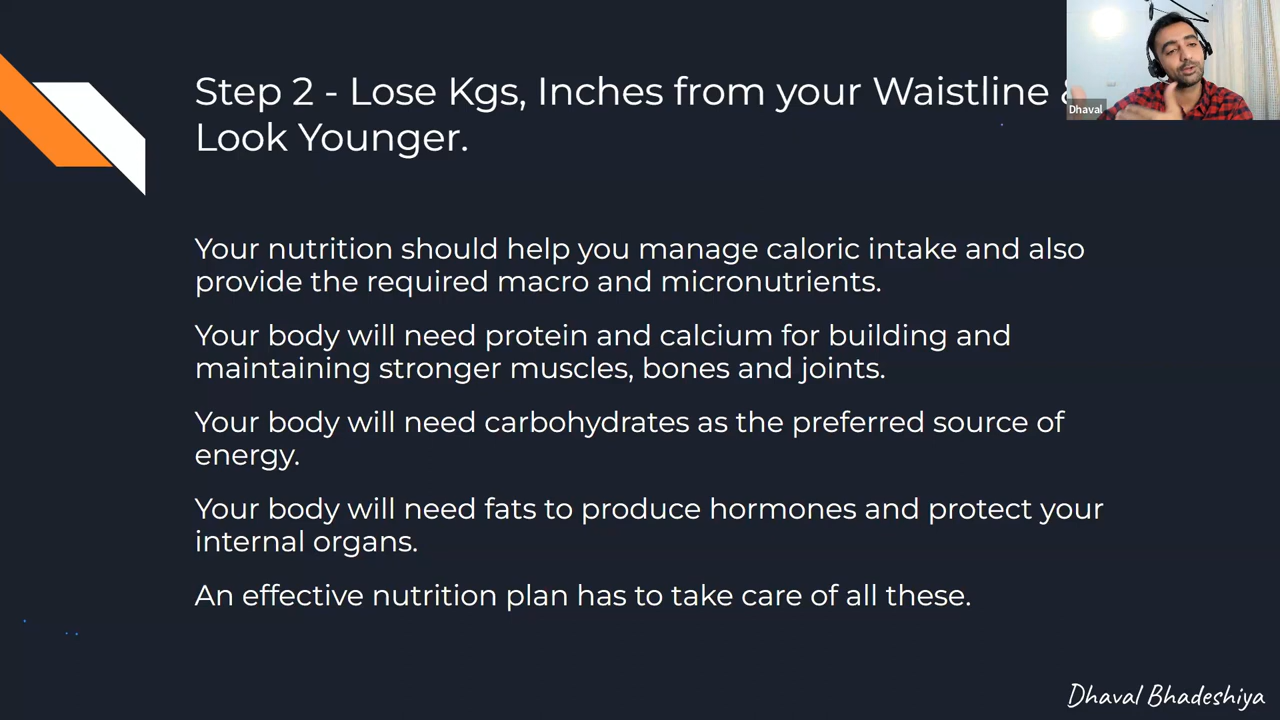 Step 2 - Lose Kgs, Inches from your Waistline
Look Younger.
Dhaval
Your nutrition should help you manage caloric intake and also
provide the required macro and micronutrients.
Your body will need protein and calcium for building and
maintaining stronger muscles, bones and joints.
Your body will need carbohydrates as the preferred source of
energy.
Your body will need fats to produce hormones and protect your
internal organs.
An effective nutrition plan has to take care of all these.
Dhaval Bhadeshiya